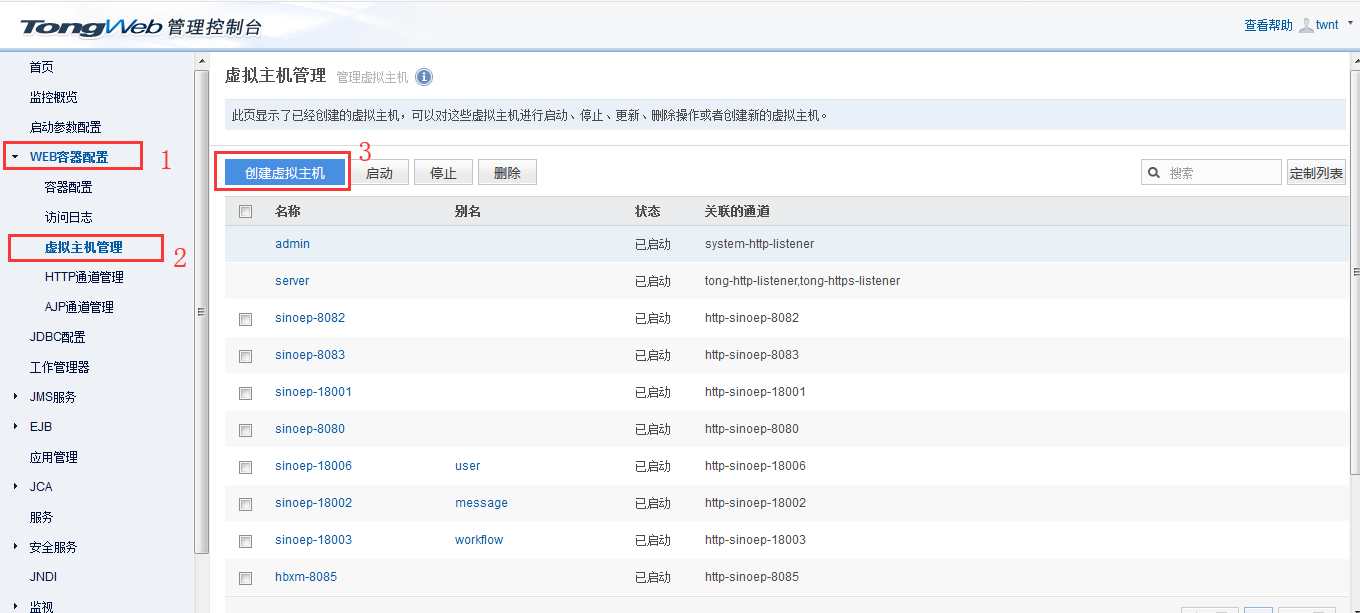 TongWeb 管理控制台
查看帮助 twnt
首页
监控概览
启动参数配置
WEB容器配置 1
容器配置
访问日志
虚拟主机管理 2
HTTP通道管理
AJP通道管理
JDBC配置
工作管理器
JMS服务
EJB
应用管理
JCA
服务
安全服务
JNDI
监视
虚拟主机管理 管理虚拟主机
此页显示了已经创建的虚拟主机，可以对这些虚拟主机进行启动、停止、更新、删除操作或者创建新的虚拟主机。
创建虚拟主机 3 启动 停止 删除 搜索 定制列表
名称 别名 状态 关联的通道
admin 已启动 system-http-listener
server 已启动 tong-http-listener,tong-https-listener
sinoep-8082 已启动 http-sinoep-8082
sinoep-8083 已启动 http-sinoep-8083
sinoep-18001 已启动 http-sinoep-18001
sinoep-8080 已启动 http-sinoep-8080
sinoep-18006 user 已启动 http-sinoep-18006
sinoep-18002 message 已启动 http-sinoep-18002
sinoep-18003 workflow 已启动 http-sinoep-18003
hbxm-8085 已启动 http-sinoep-8085